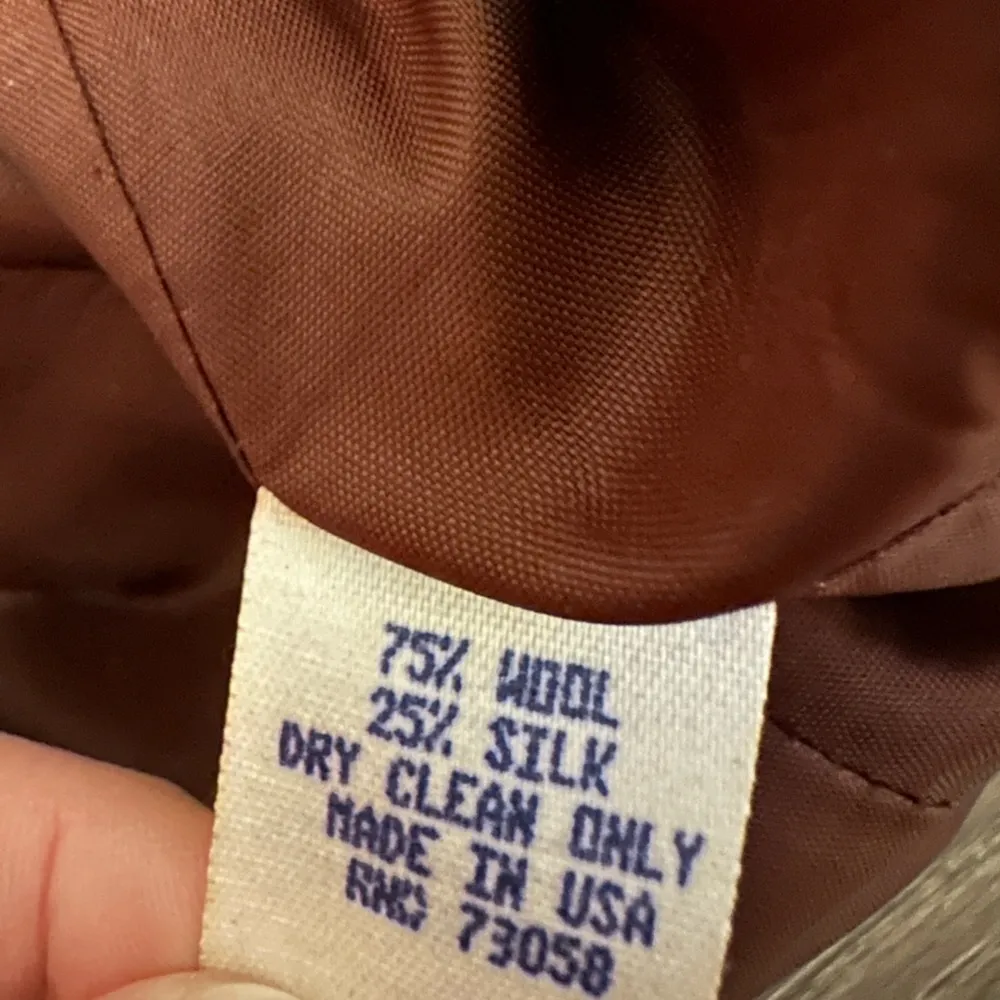 75% WOOL
25% SILK
DRY CLEAN ONLY
MADE IN USA
RN# 73058